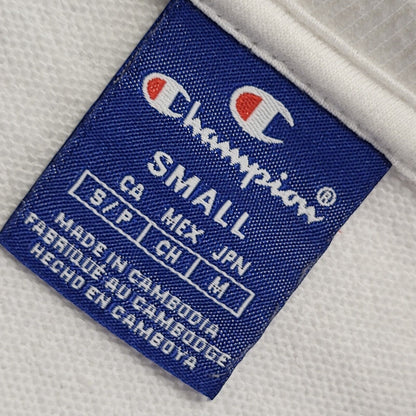 Champion®
SMALL
CA MEX JPN
S/P CH M
MADE IN CAMBODIA
FABRIQUÉ AU CAMBODGE
HECHO EN CAMBOYA